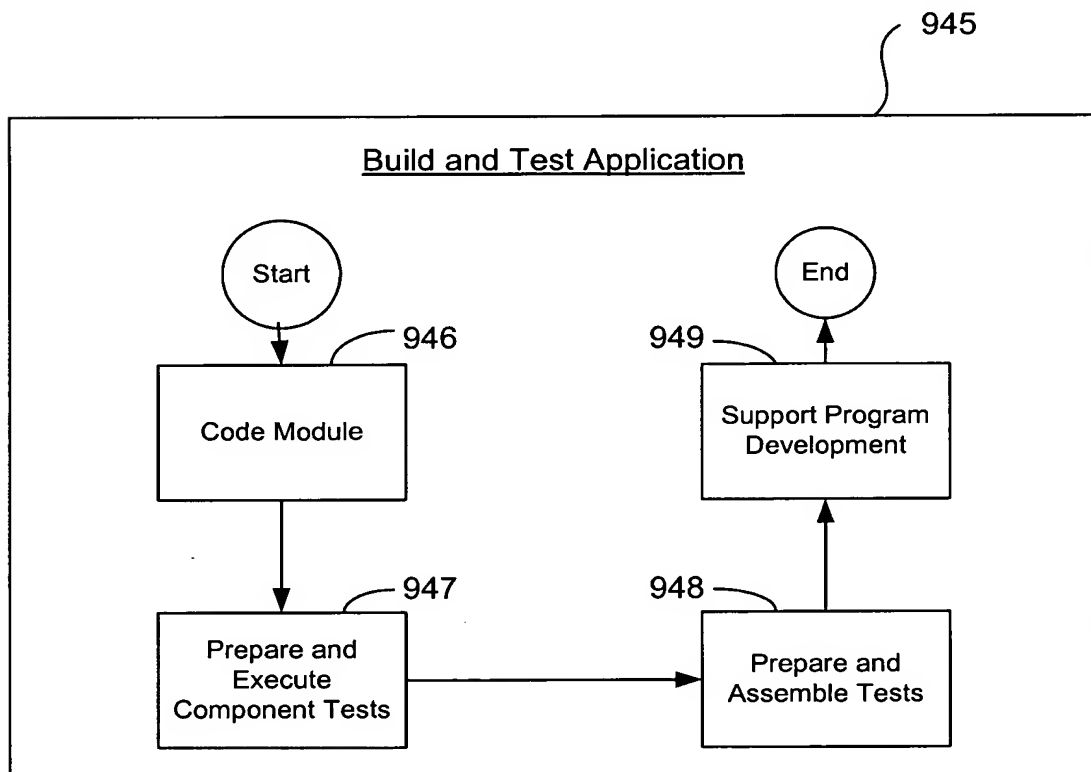 945
Build and Test Application
Start
End
946
949
Code Module
Support Program
Development
947
948
Prepare and
Execute
Component Tests
Prepare and
Assemble Tests